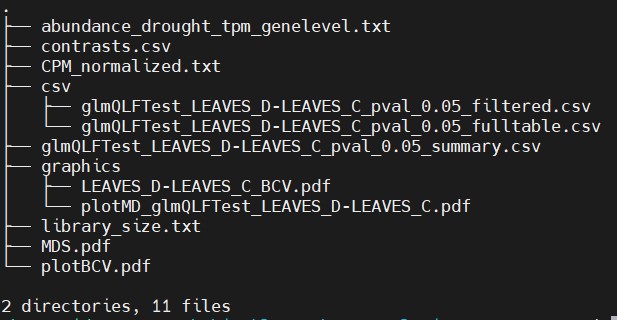 .
├── abundance_drought_tpm_genelevel.txt
├── contrasts.csv
├── CPM_normalized.txt
├── csv
│   ├── glmQLFTest_LEAVES_D-LEAVES_C_pval_0.05_filtered.csv
│   └── glmQLFTest_LEAVES_D-LEAVES_C_pval_0.05_fulltable.csv
├── glmQLFTest_LEAVES_D-LEAVES_C_pval_0.05_summary.csv
├── graphics
│   ├── LEAVES_D-LEAVES_C_BCV.pdf
│   └── plotMD_glmQLFTest_LEAVES_D-LEAVES_C.pdf
├── library_size.txt
├── MDS.pdf
└── plotBCV.pdf

2 directories, 11 files